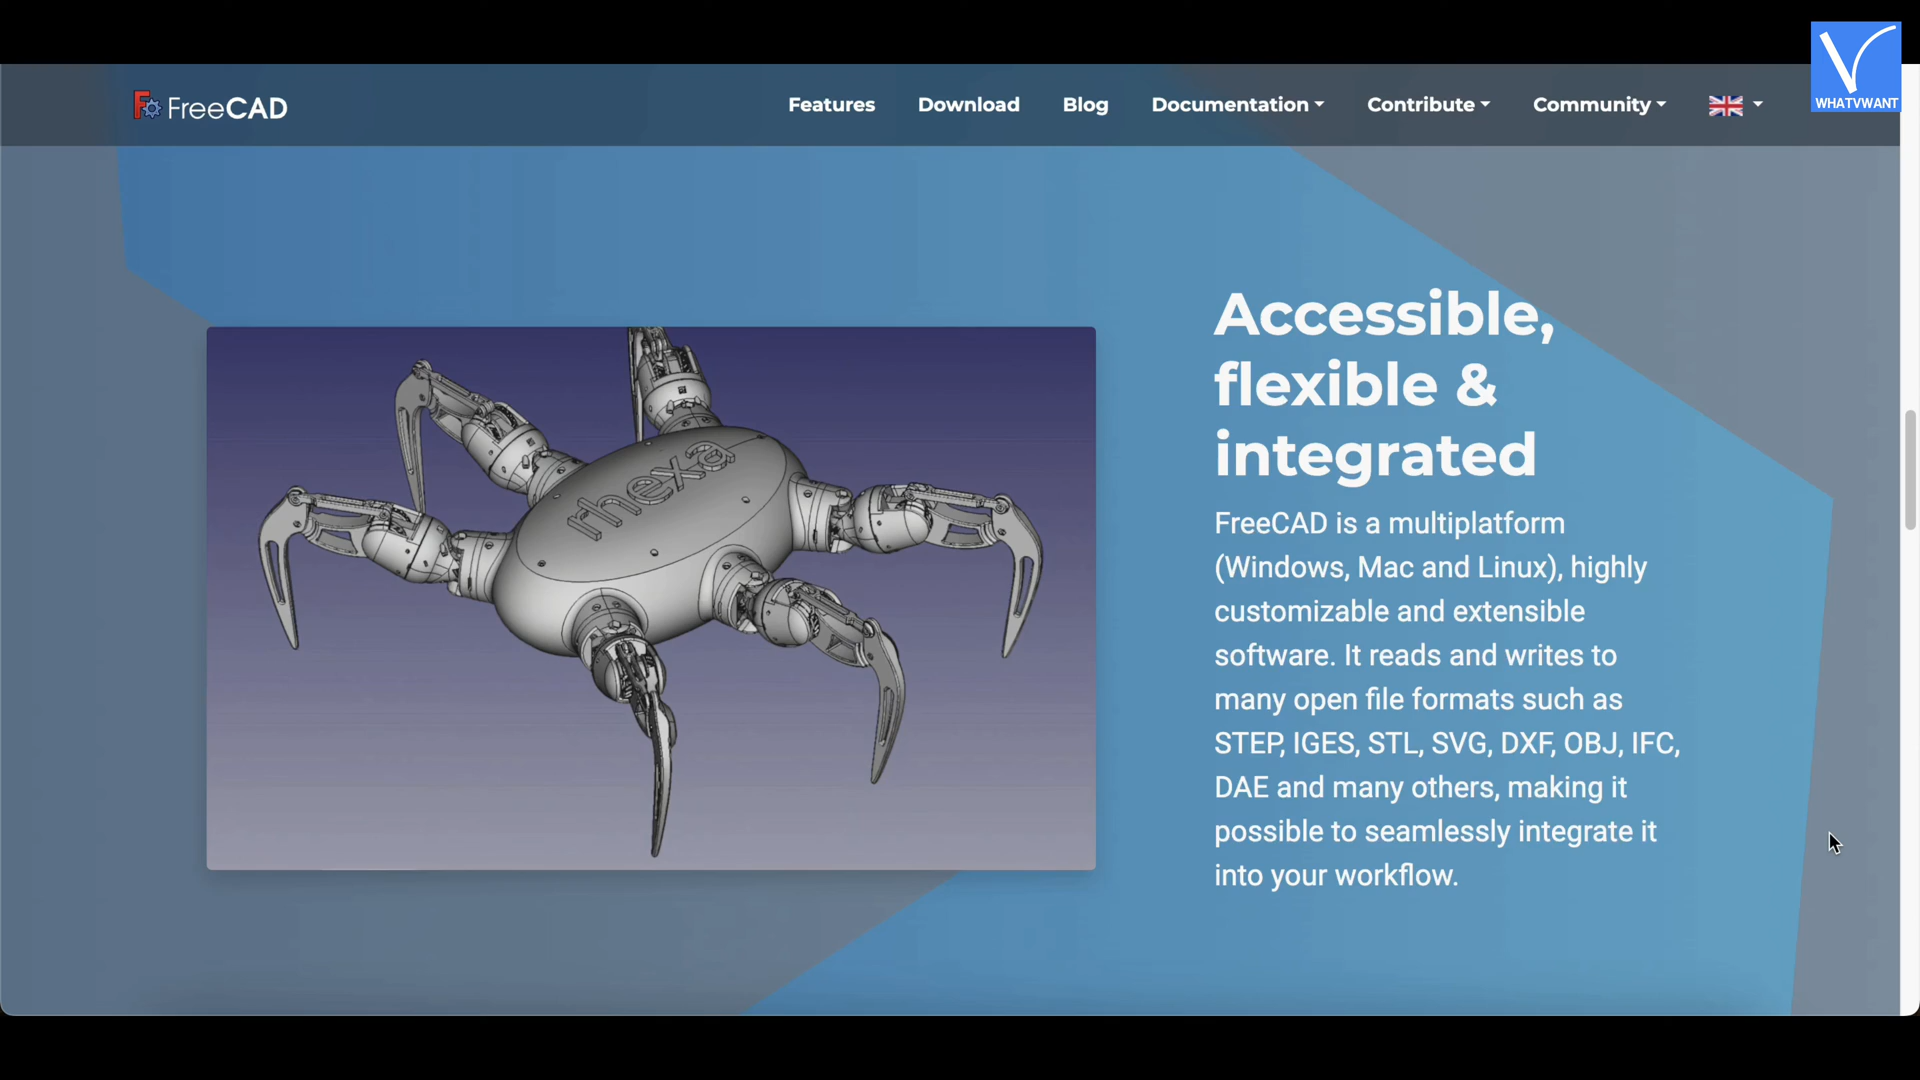 FreeCAD
Features
Download
Blog
Documentation
Contribute
Community
WHATVWANT
rhexa
Accessible,
flexible &
integrated
FreeCAD is a multiplatform
(Windows, Mac and Linux), highly
customizable and extensible
software. It reads and writes to
many open file formats such as
STEP, IGES, STL, SVG, DXF, OBJ, IFC,
DAE and many others, making it
possible to seamlessly integrate it
into your workflow.